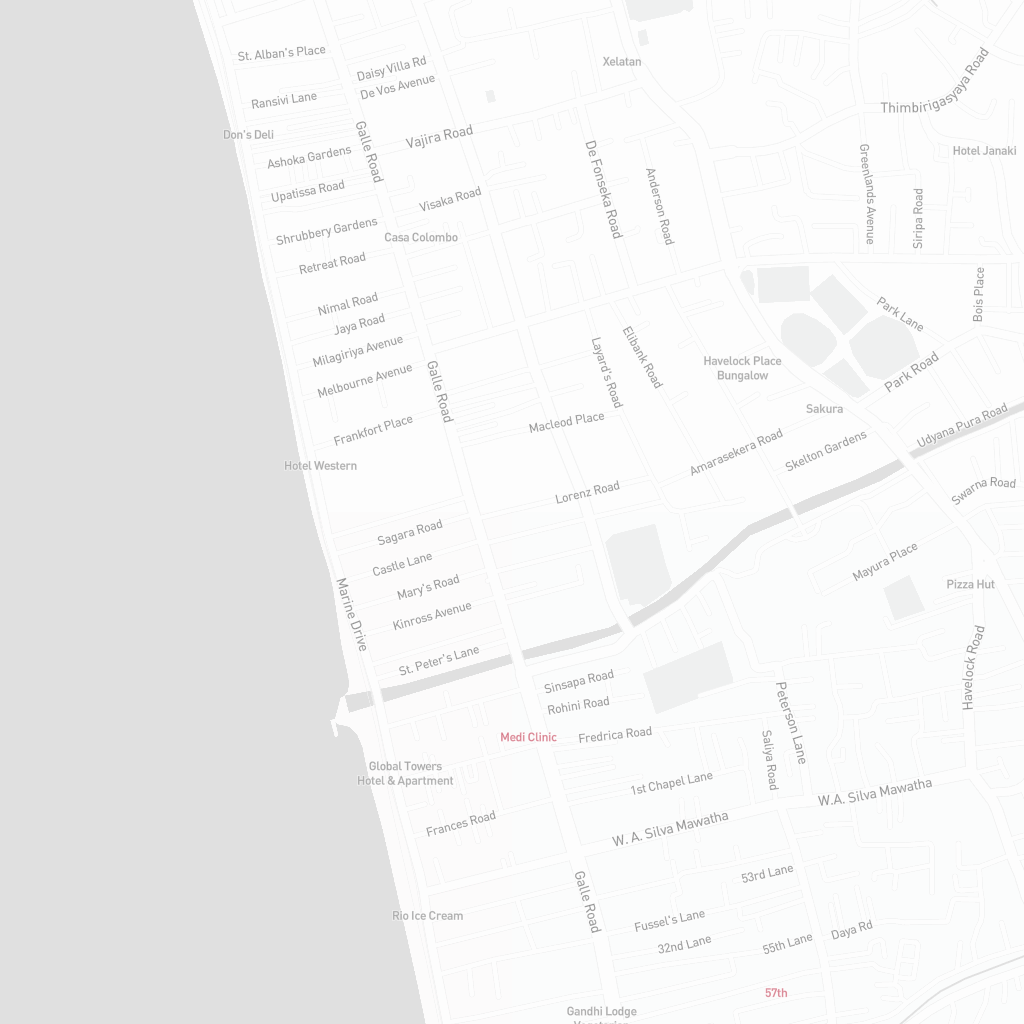 St. Alban's Place
Daisy Villa Rd
De Vos Avenue
Xelatan
Ransivi Lane
Thimbirigasyaya Road
Don's Deli
Galle Road
Vajira Road
Ashoka Gardens
Hotel Janaki
De Fonseka Road
Anderson Road
Greenlands Avenue
Siripa Road
Upatissa Road
Visaka Road
Shrubbery Gardens
Casa Colombo
Retreat Road
Bois Place
Nimal Road
Jaya Road
Park Lane
Milagiriya Avenue
Melbourne Avenue
Galle Road
Layard's Road
Elibank Road
Havelock Place
Bungalow
Park Road
Sakura
Frankfort Place
Macleod Place
Udyana Pura Road
Amarasekera Road
Skelton Gardens
Hotel Western
Lorenz Road
Swarna Road
Sagara Road
Castle Lane
Mayura Place
Mary's Road
Pizza Hut
Marine Drive
Kinross Avenue
St. Peter's Lane
Havelock Road
Sinsapa Road
Rohini Road
Peterson Lane
Medi Clinic
Fredrica Road
Saliya Road
Global Towers
Hotel & Apartment
1st Chapel Lane
W.A. Silva Mawatha
Frances Road
W. A. Silva Mawatha
53rd Lane
Galle Road
Rio Ice Cream
Fussel's Lane
32nd Lane
55th Lane
Daya Rd
57th
Gandhi Lodge
Vegetarian